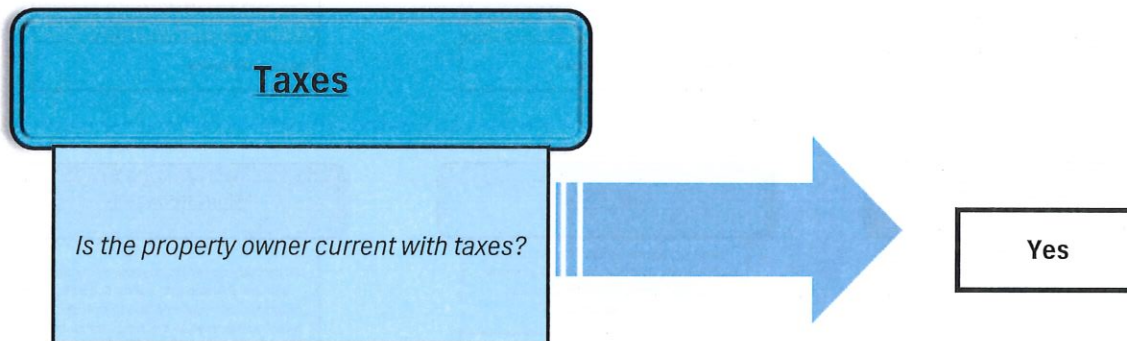 Taxes
Is the property owner current with taxes?
Yes